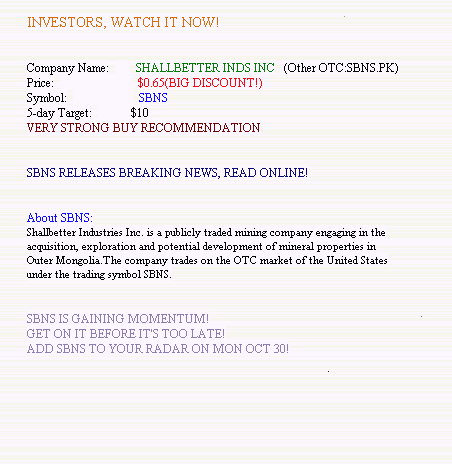 INVESTORS, WATCH IT NOW!
Company Name: SHALLBETTER INDS INC (Other OTC:SBNS.PK)
Price: $0.65(BIG DISCOUNT!)
Symbol: SBNS
5-day Target: $10
VERY STRONG BUY RECOMMENDATION
SBNS RELEASES BREAKING NEWS, READ ONLINE!
About SBNS:
Shallbetter Industries Inc. is a publicly traded mining company engaging in the
acquisition, exploration and potential development of mineral properties in
Outer Mongolia.The company trades on the OTC market of the United States
under the trading symbol SBNS.
SBNS IS GAINING MOMENTUM!
GET ON IT BEFORE IT'S TOO LATE!
ADD SBNS TO YOUR RADAR ON MON OCT 30!